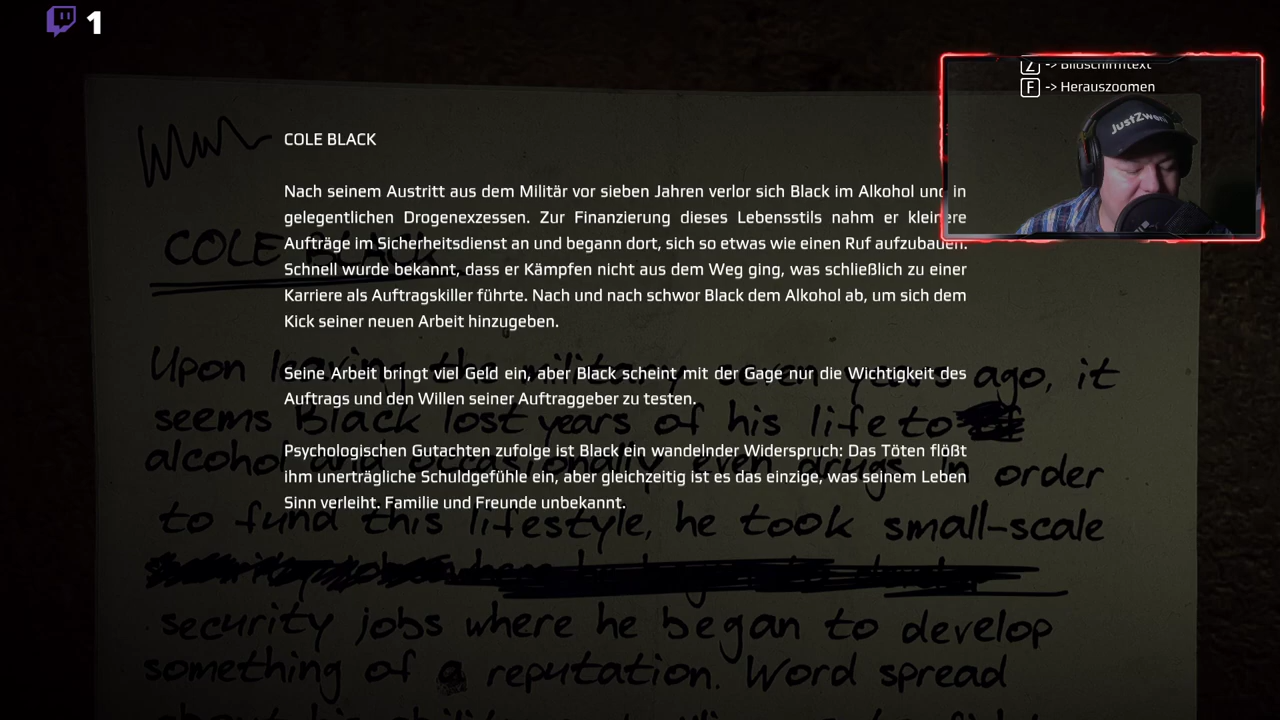 1
Z -> Bildschirmtext
F -> Herauszoomen
JustZwen
COLE BLACK
Nach seinem Austritt aus dem Militär vor sieben Jahren verlor sich Black im Alkohol und in
gelegentlichen Drogenexzessen. Zur Finanzierung dieses Lebensstils nahm er kleinere
Aufträge im Sicherheitsdienst an und begann dort, sich so etwas wie einen Ruf aufzubauen.
Schnell wurde bekannt, dass er Kämpfen nicht aus dem Weg ging, was schließlich zu einer
Karriere als Auftragskiller führte. Nach und nach schwor Black dem Alkohol ab, um sich dem
Kick seiner neuen Arbeit hinzugeben.
Seine Arbeit bringt viel Geld ein, aber Black scheint mit der Gage nur die Wichtigkeit des
Auftrags und den Willen seiner Auftraggeber zu testen.
Psychologischen Gutachten zufolge ist Black ein wandelnder Widerspruch: Das Töten flößt
ihm unerträgliche Schuldgefühle ein, aber gleichzeitig ist es das einzige, was seinem Leben
Sinn verleiht. Familie und Freunde unbekannt.
COLE BLACK
Upon leaving the military seven years ago, it
seems Black lost years of his life to
alcohol and occasionally even drugs. In order
to fund this lifestyle, he took small-scale
security jobs where he began to develop
something of a reputation. Word spread